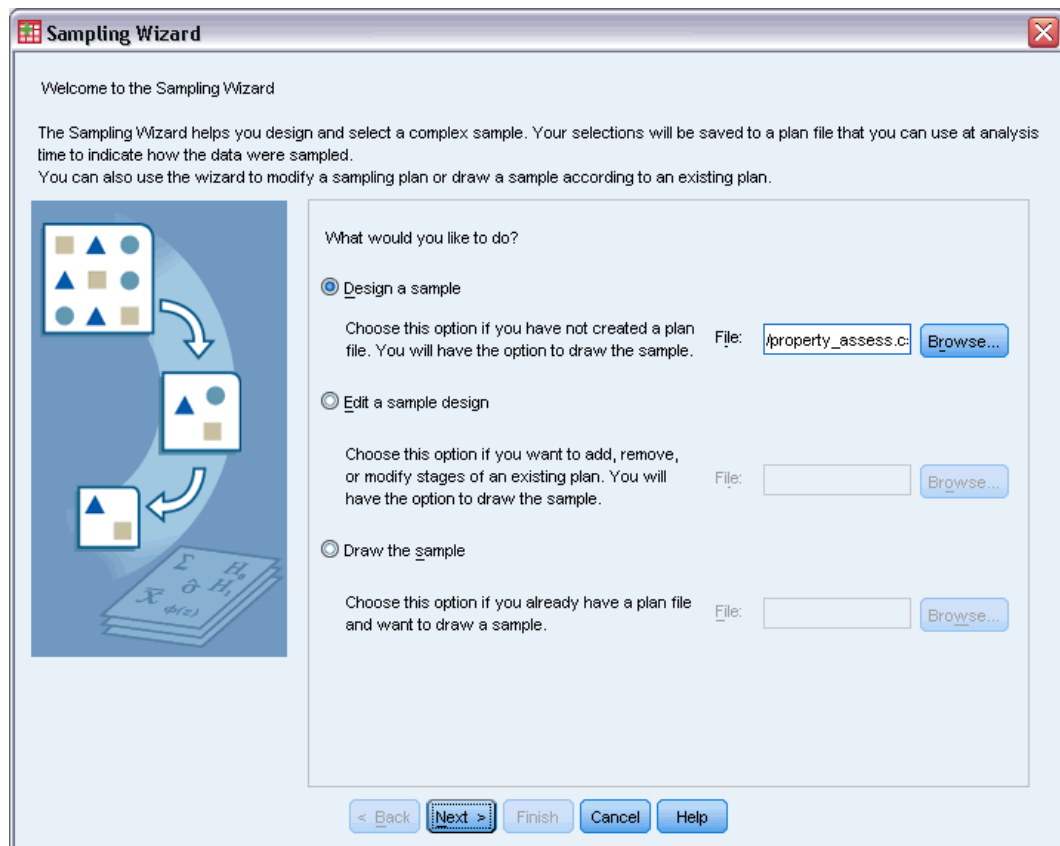 Sampling Wizard
Welcome to the Sampling Wizard
The Sampling Wizard helps you design and select a complex sample. Your selections will be saved to a plan file that you can use at analysis
time to indicate how the data were sampled.
You can also use the wizard to modify a sampling plan or draw a sample according to an existing plan.
What would you like to do?
Design a sample
Choose this option if you have not created a plan
file. You will have the option to draw the sample.
File: /property_assess.c Browse...
Edit a sample design
Choose this option if you want to add, remove,
or modify stages of an existing plan. You will
have the option to draw the sample.
File: Browse...
Draw the sample
Choose this option if you already have a plan file
and want to draw a sample.
File: Browse...
Σ H₀
X̄ σ̂ H₁
ϕ(z)
< Back Next > Finish Cancel Help